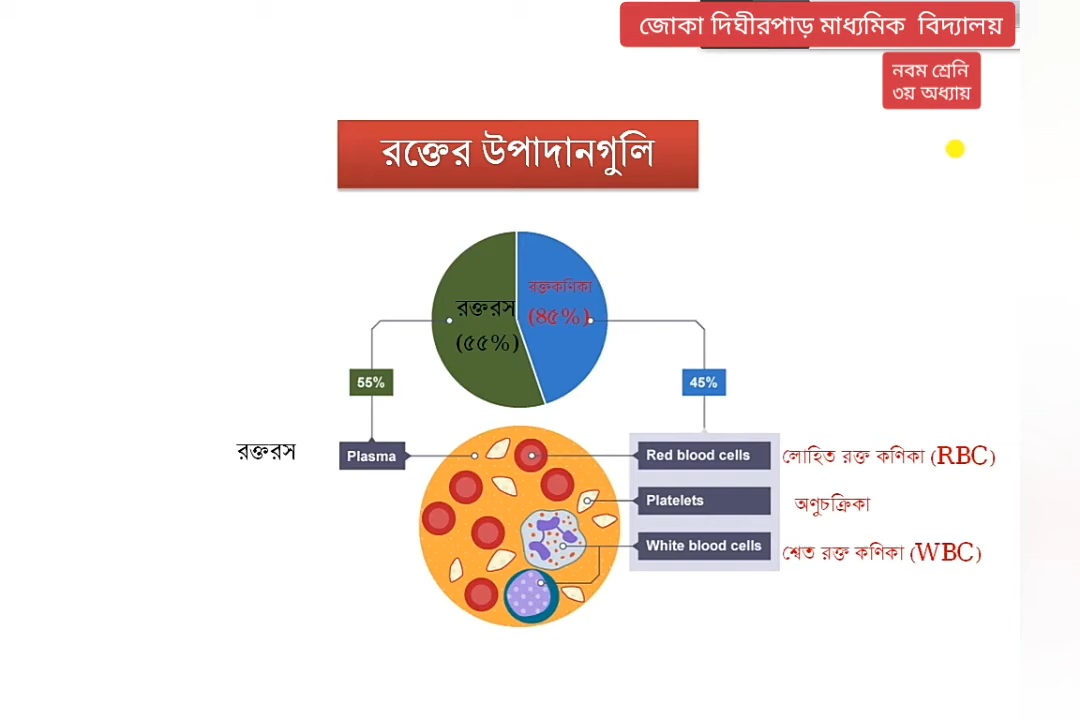 জোকা দিঘীরপাড় মাধ্যমিক বিদ্যালয়
নবম শ্রেনি
৩য় অধ্যায়
রক্তের উপাদানগুলি
রক্তরস
(৫৫%)
রক্তকণিকা
(৪৫%)
55%
45%
রক্তরস
Plasma
Red blood cells
লোহিত রক্ত কণিকা (RBC)
Platelets
অণুচক্রিকা
White blood cells
শ্বেত রক্ত কণিকা (WBC)